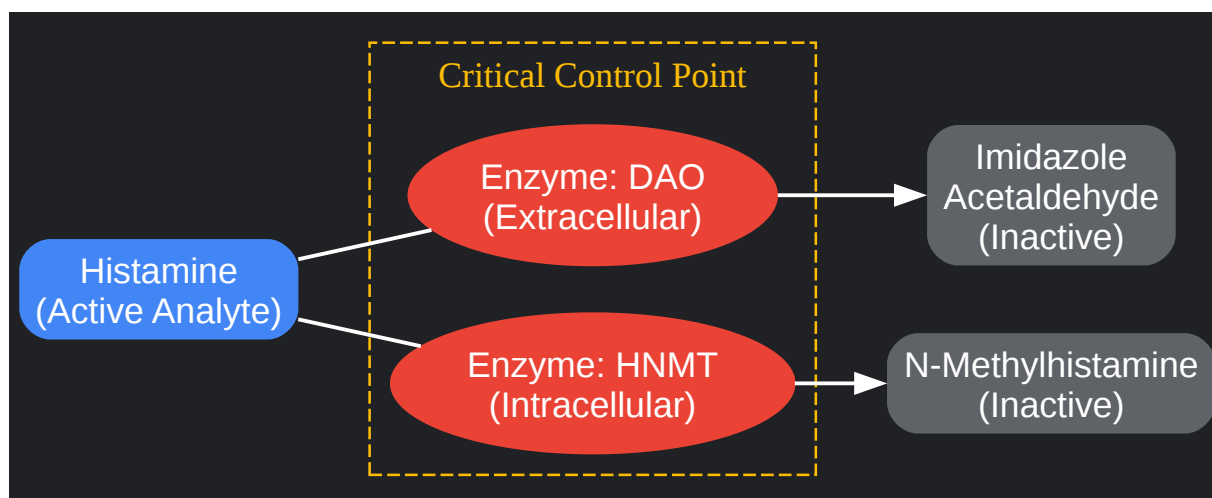 Critical Control Point
Histamine
(Active Analyte)
Enzyme: DAO
(Extracellular)
Imidazole
Acetaldehyde
(Inactive)
Enzyme: HNMT
(Intracellular)
N-Methylhistamine
(Inactive)